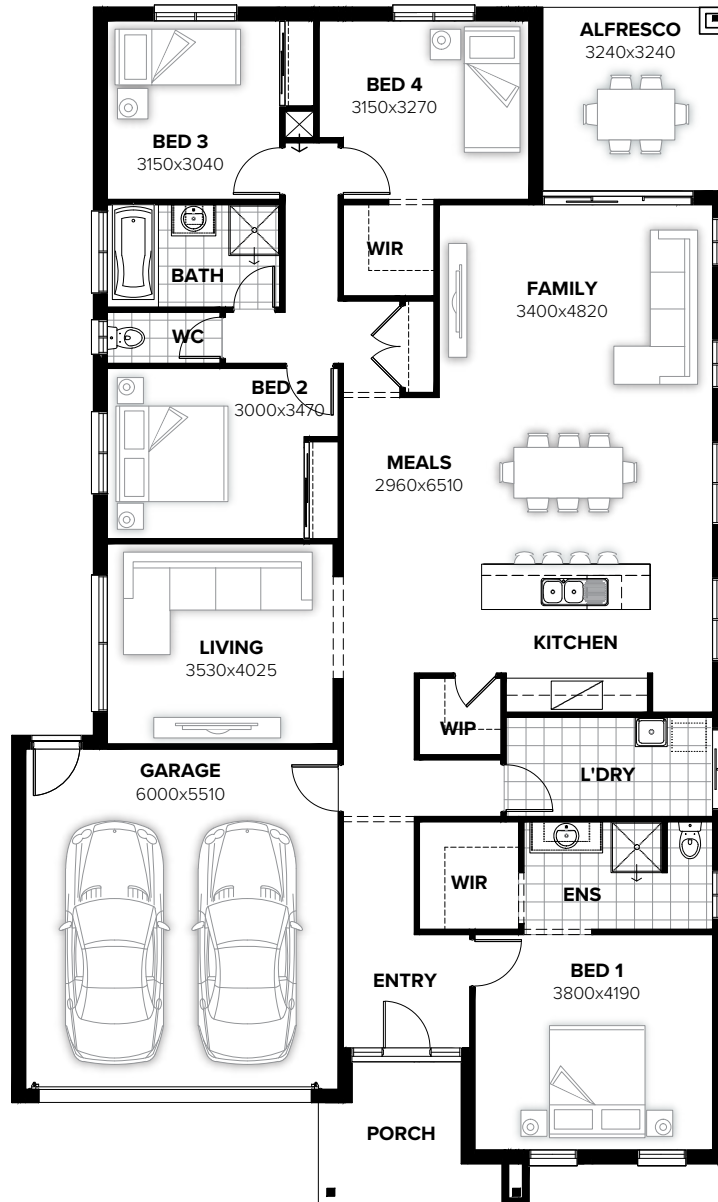 ALFRESCO
3240x3240
BED 4
3150x3270
BED 3
3150x3040
WIR
BATH
FAMILY
3400x4820
WC
BED 2
3000x3470
MEALS
2960x6510
LIVING
3530x4025
KITCHEN
WIP
GARAGE
6000x5510
L'DRY
WIR
ENS
ENTRY
BED 1
3800x4190
PORCH